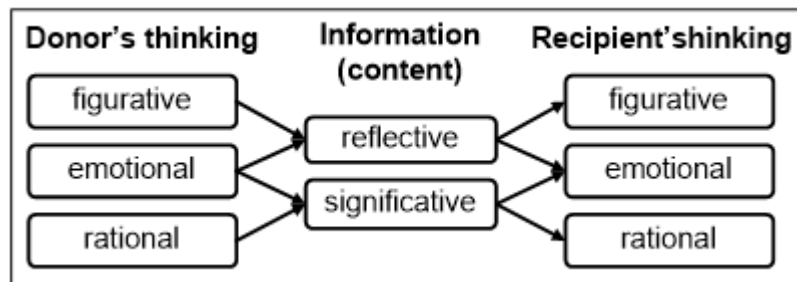 Donor's thinking
Information
(content)
Recipient'shinking
figurative
emotional
rational
reflective
significative
figurative
emotional
rational